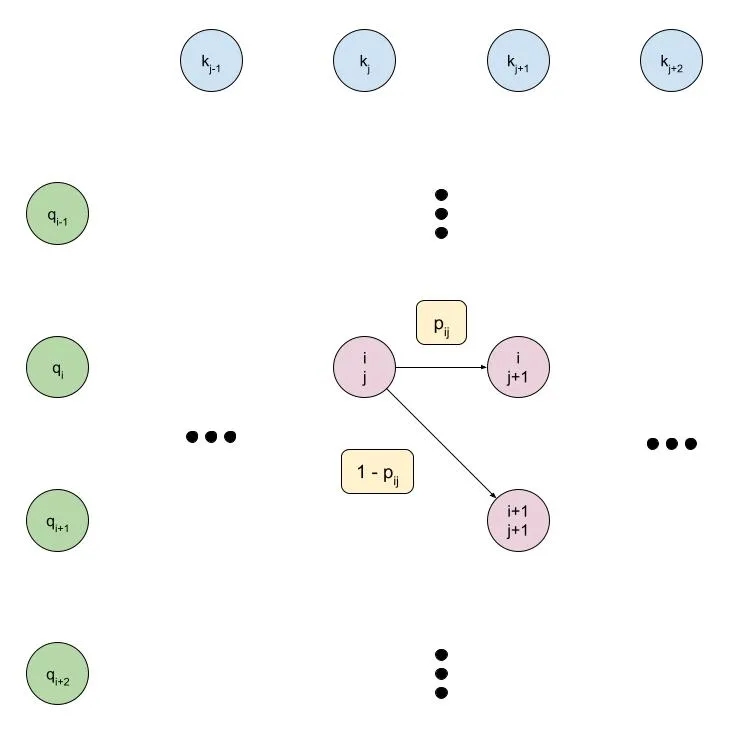 k_{j-1} k_j k_{j+1} k_{j+2}
q_{i-1}
p_{ij}
q_i i i
j j+1
1 - p_{ij}
q_{i+1} i+1
j+1
q_{i+2}